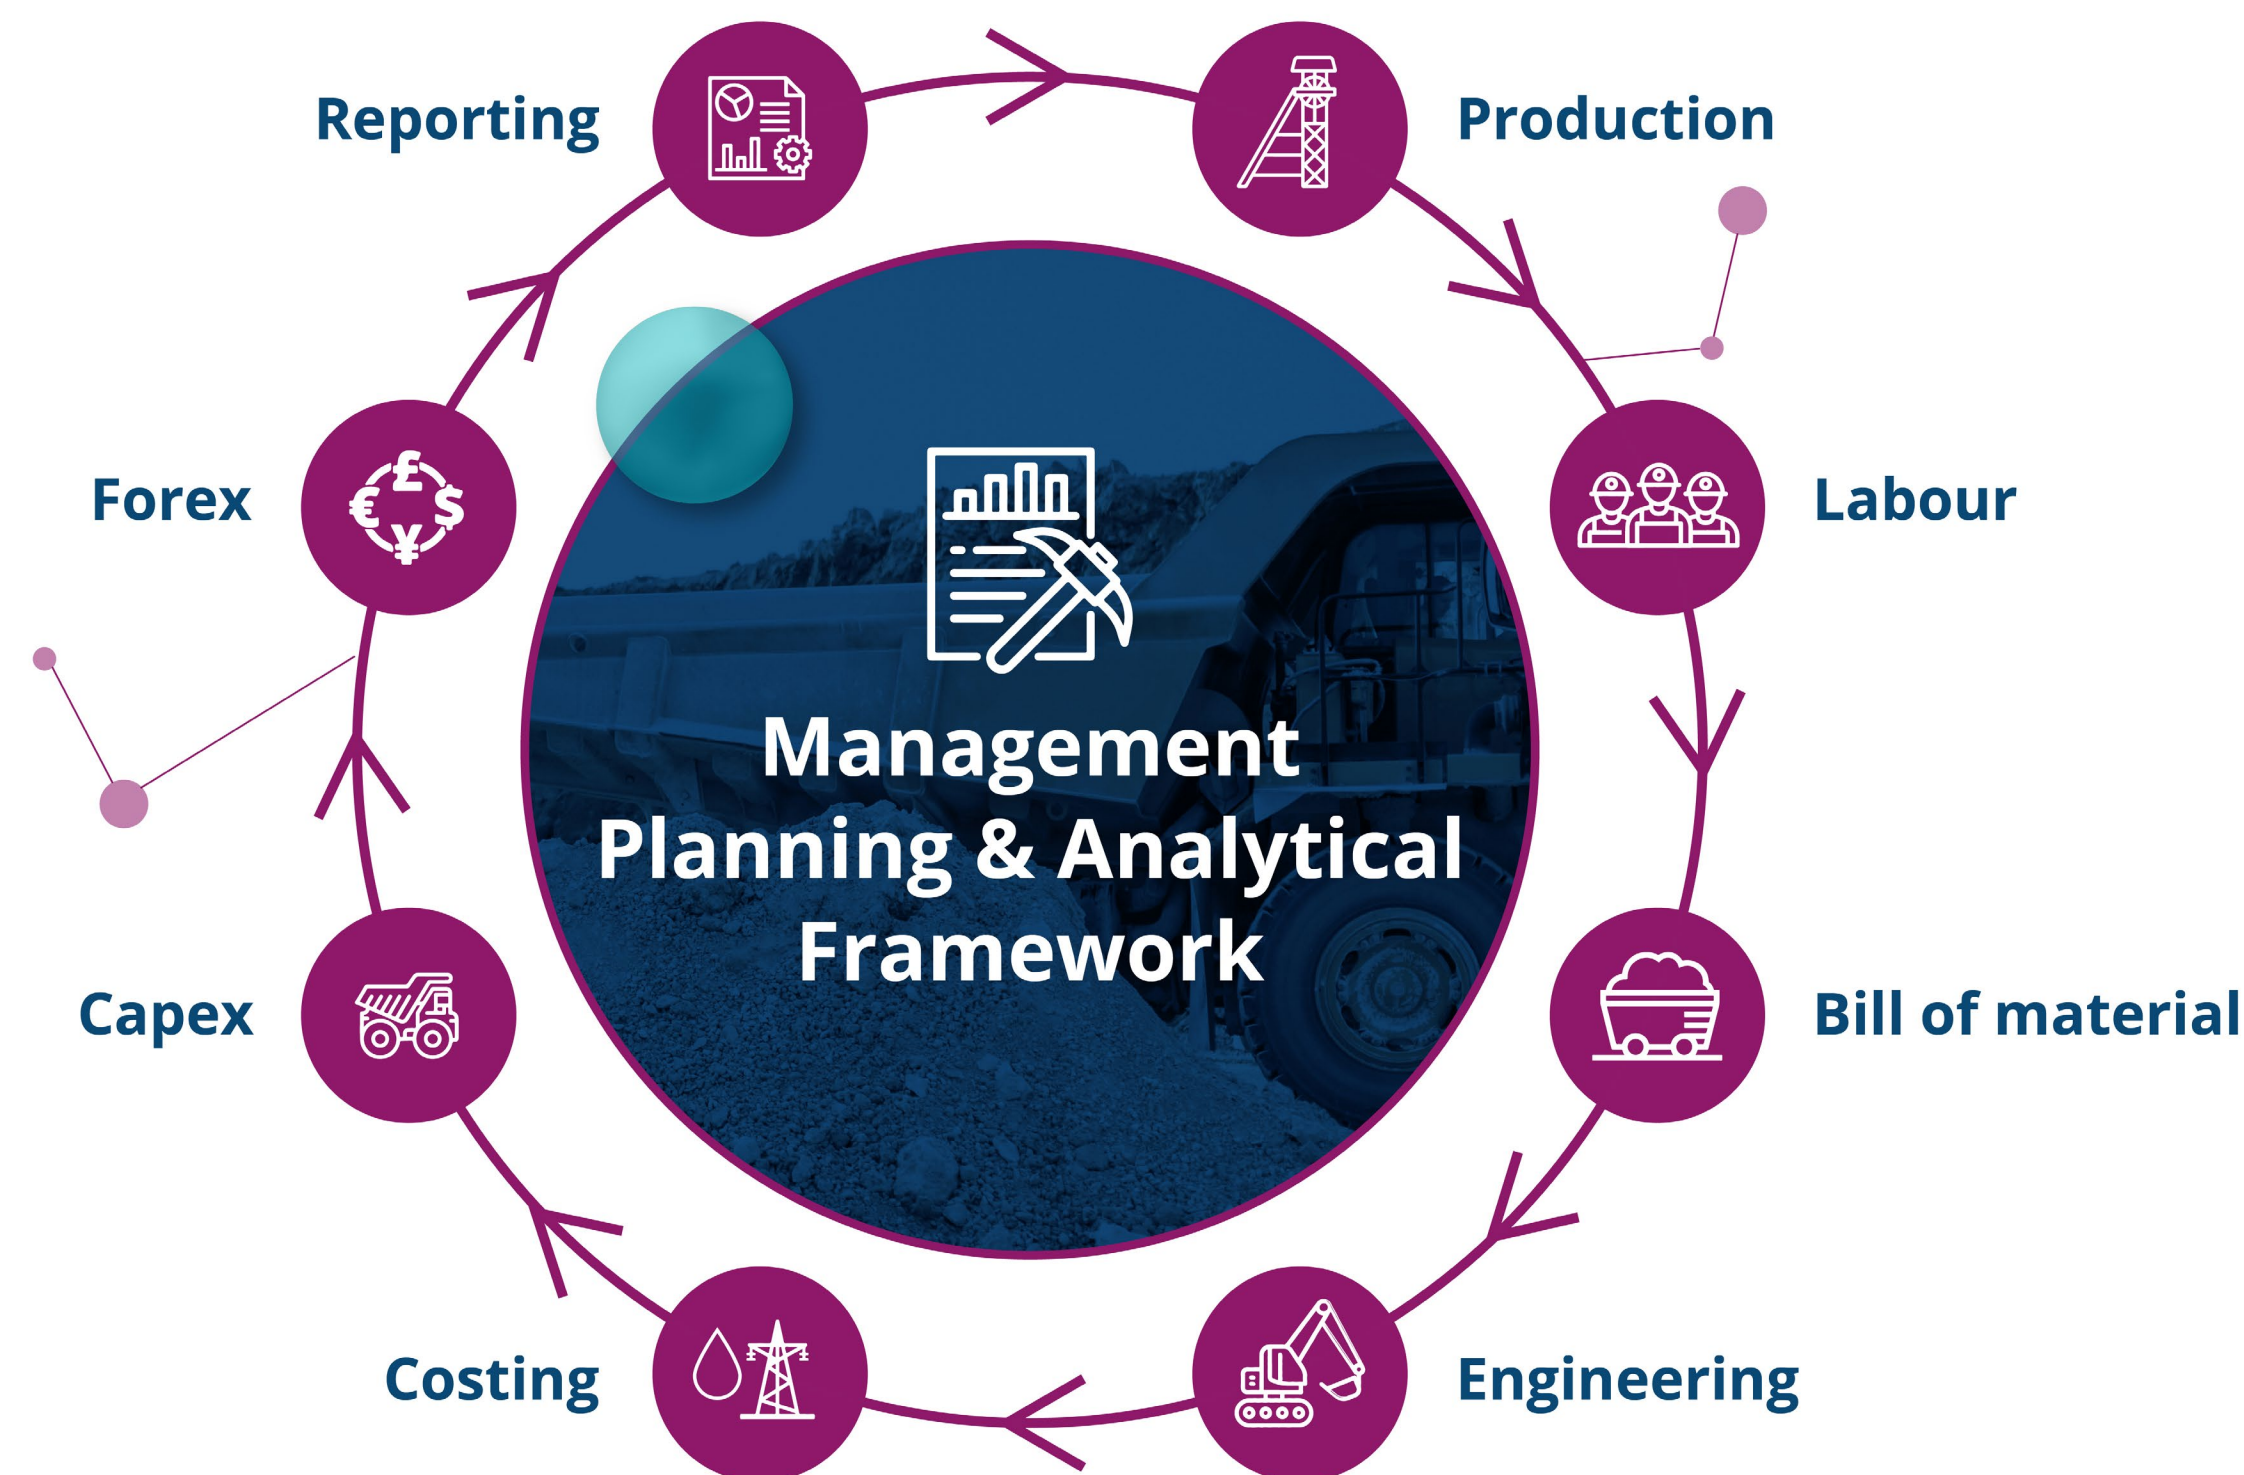 Reporting
Production
Forex
Labour
Management
Planning & Analytical
Framework
Capex
Bill of material
Costing
Engineering